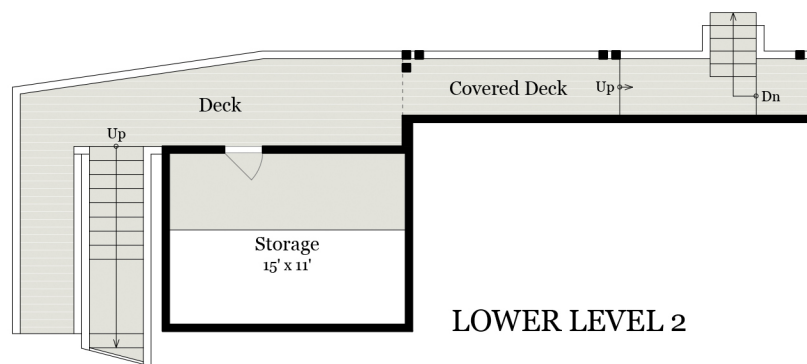 Deck
Covered Deck
Up
Dn
Up
Storage
15' x 11'
LOWER LEVEL 2